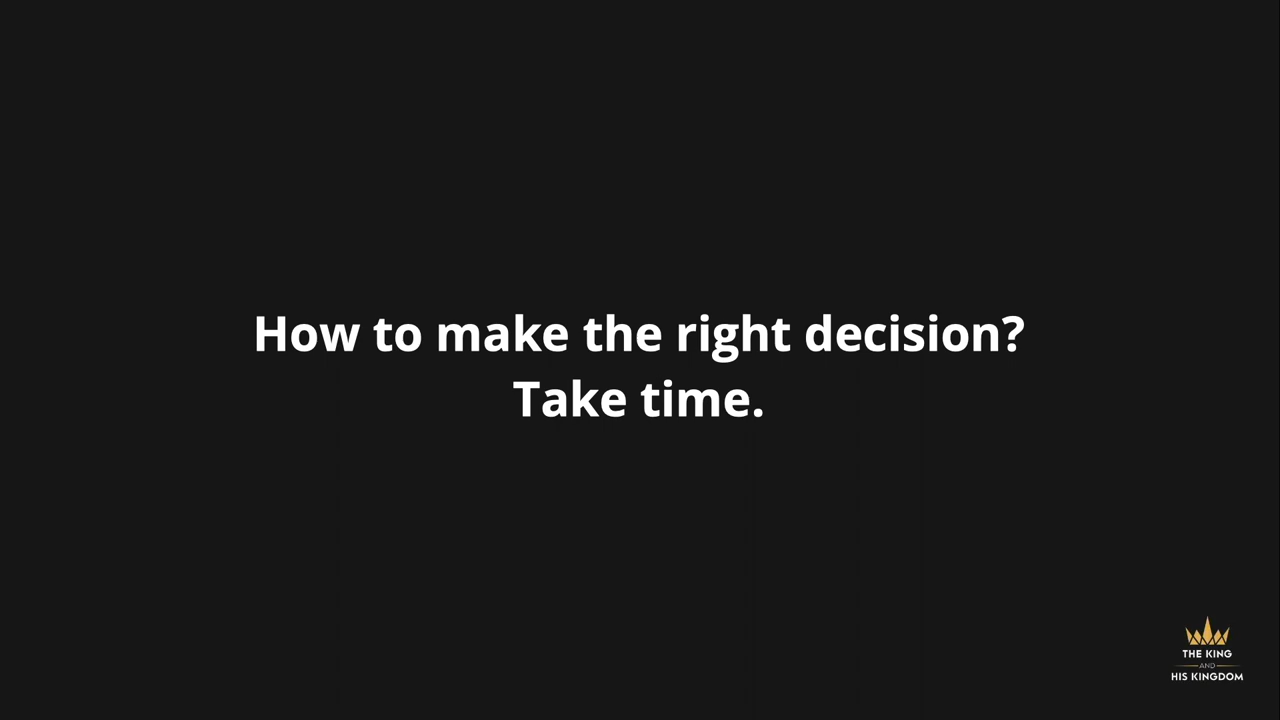 How to make the right decision?
Take time.
THE KING
AND
HIS KINGDOM